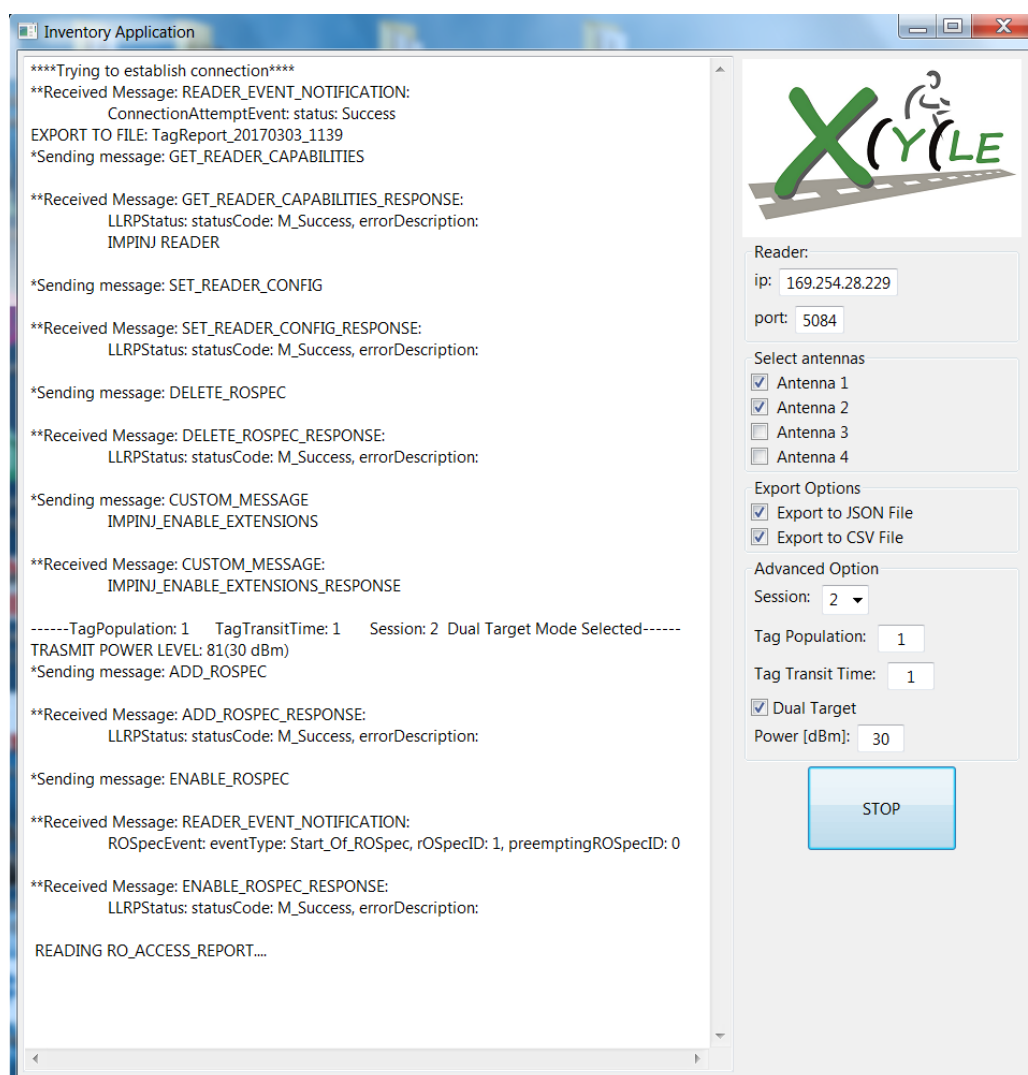 Inventory Application
****Trying to establish connection****
**Received Message: READER_EVENT_NOTIFICATION:
ConnectionAttemptEvent: status: Success
EXPORT TO FILE: TagReport_20170303_1139
*Sending message: GET_READER_CAPABILITIES
**Received Message: GET_READER_CAPABILITIES_RESPONSE:
LLRPStatus: statusCode: M_Success, errorDescription:
IMPINJ READER
*Sending message: SET_READER_CONFIG
**Received Message: SET_READER_CONFIG_RESPONSE:
LLRPStatus: statusCode: M_Success, errorDescription:
*Sending message: DELETE_ROSPEC
**Received Message: DELETE_ROSPEC_RESPONSE:
LLRPStatus: statusCode: M_Success, errorDescription:
*Sending message: CUSTOM_MESSAGE
IMPINJ_ENABLE_EXTENSIONS
**Received Message: CUSTOM_MESSAGE:
IMPINJ_ENABLE_EXTENSIONS_RESPONSE
------TagPopulation: 1 TagTransitTime: 1 Session: 2 Dual Target Mode Selected------
TRASMIT POWER LEVEL: 81(30 dBm)
*Sending message: ADD_ROSPEC
**Received Message: ADD_ROSPEC_RESPONSE:
LLRPStatus: statusCode: M_Success, errorDescription:
*Sending message: ENABLE_ROSPEC
**Received Message: READER_EVENT_NOTIFICATION:
ROSpecEvent: eventType: Start_Of_ROSpec, rOSpecID: 1, preemptingROSpecID: 0
**Received Message: ENABLE_ROSPEC_RESPONSE:
LLRPStatus: statusCode: M_Success, errorDescription:
READING RO_ACCESS_REPORT....
XCYCLE
Reader:
ip: 169.254.28.229
port: 5084
Select antennas
Antenna 1
Antenna 2
Antenna 3
Antenna 4
Export Options
Export to JSON File
Export to CSV File
Advanced Option
Session: 2
Tag Population: 1
Tag Transit Time: 1
Dual Target
Power [dBm]: 30
STOP